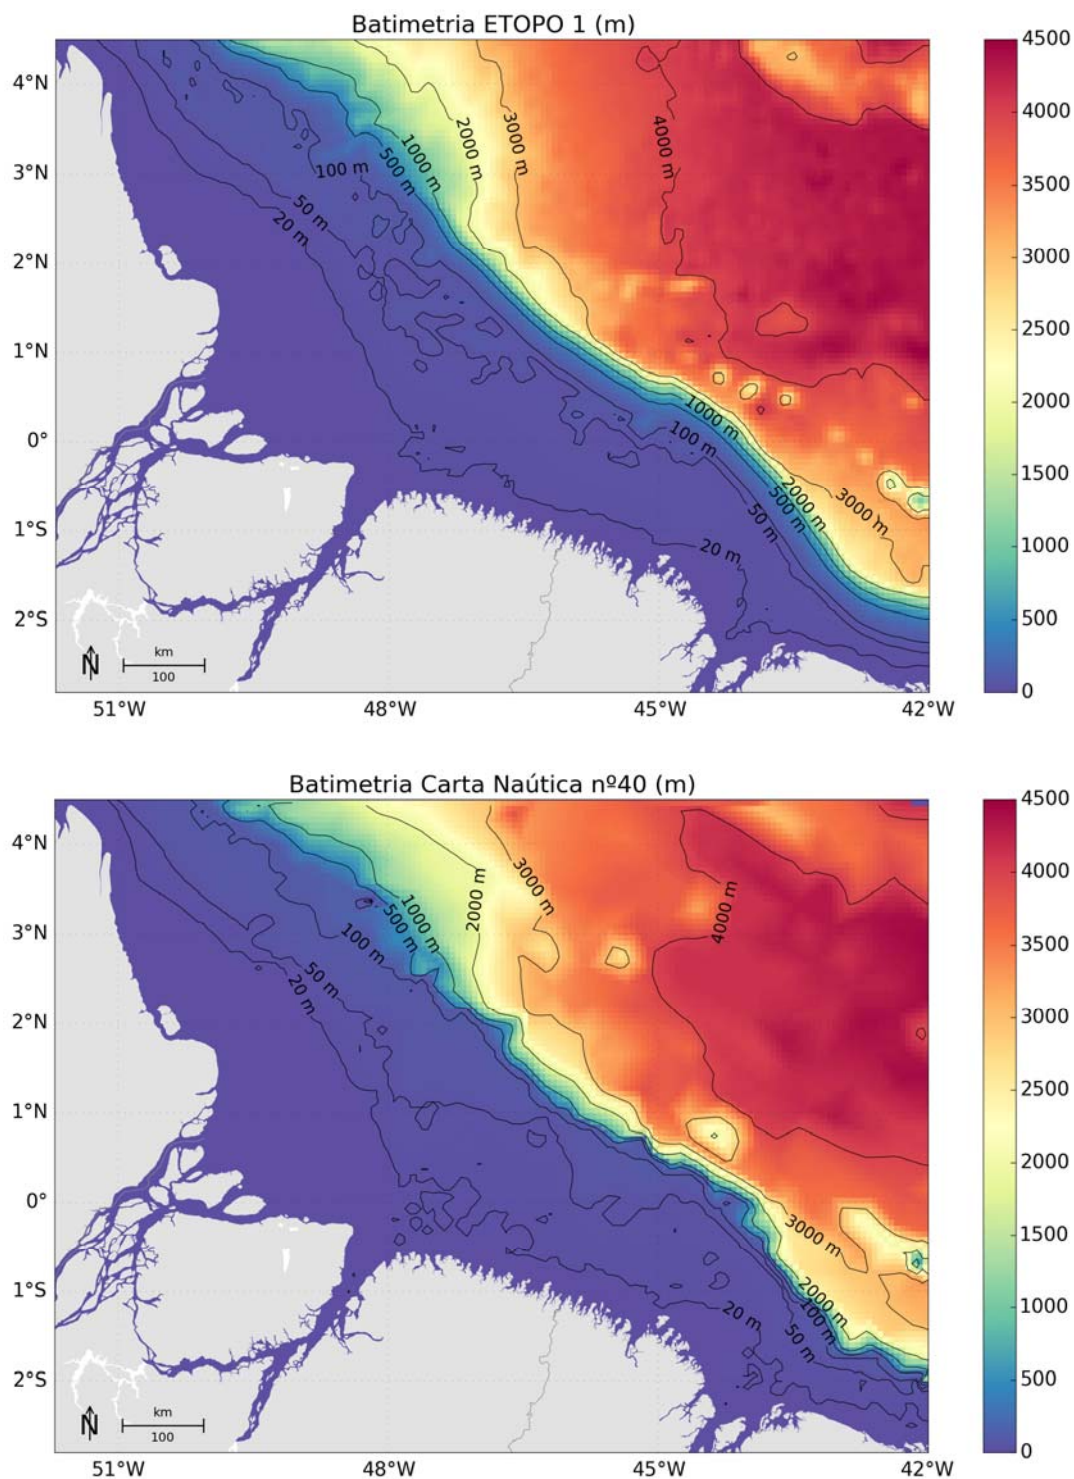 Batimetria ETOPO 1 (m)
4°N
3°N
2°N
1°N
0°
1°S
2°S
51°W
48°W
45°W
42°W
100 m
50 m
20 m
500 m
1000 m
2000 m
3000 m
4000 m
1000 m
100 m
2000 m
500 m
50 m
3000 m
20 m
N
km
100
4500
4000
3500
3000
2500
2000
1500
1000
500
0
Batimetria Carta Naútica nº40 (m)
4°N
3°N
2°N
1°N
0°
1°S
2°S
51°W
48°W
45°W
42°W
3000 m
4000 m
2000 m
1000 m
500 m
100 m
50 m
20 m
3000 m
2000 m
100 m
50 m
20 m
N
km
100
4500
4000
3500
3000
2500
2000
1500
1000
500
0